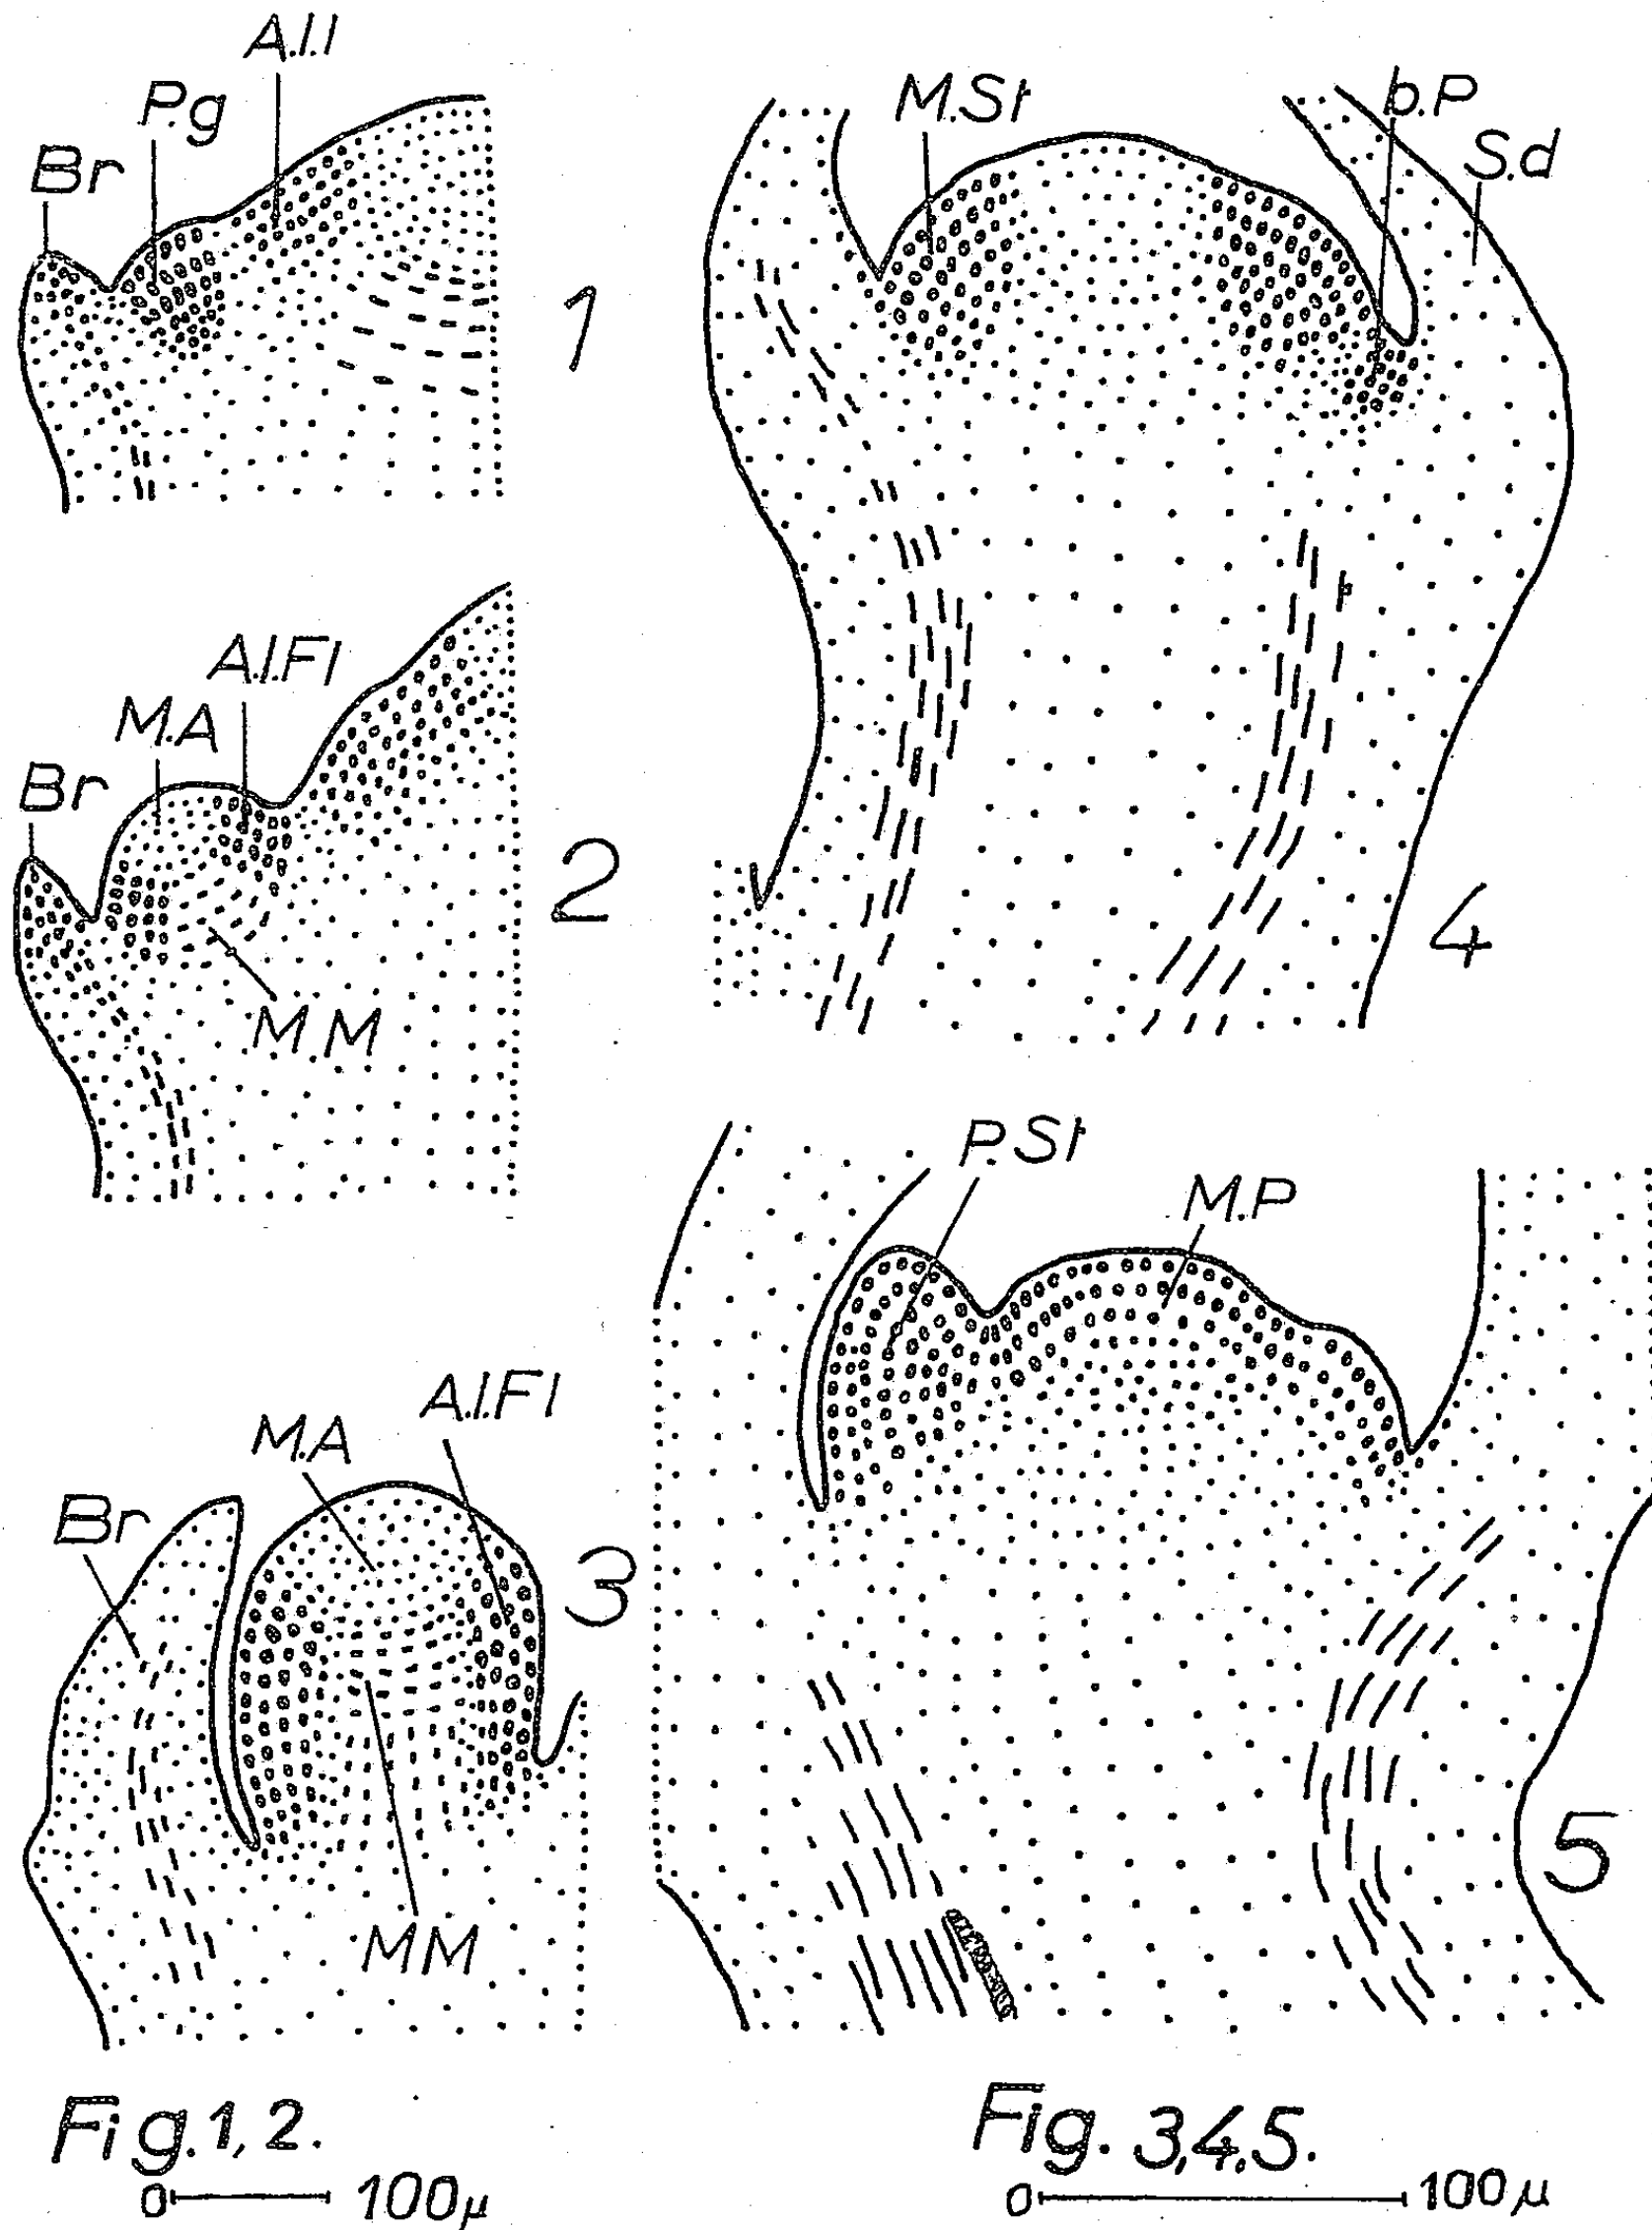 A.I.I
P.g
Br
1
A.I.Fl
M.A
Br
2
M.M
A.I.Fl
M.A
Br
3
MM
M.St
b.P
S.d
4
P.St
M.P
5
Fig.1,2.
0 100µ
Fig. 3,4,5.
0 100µ